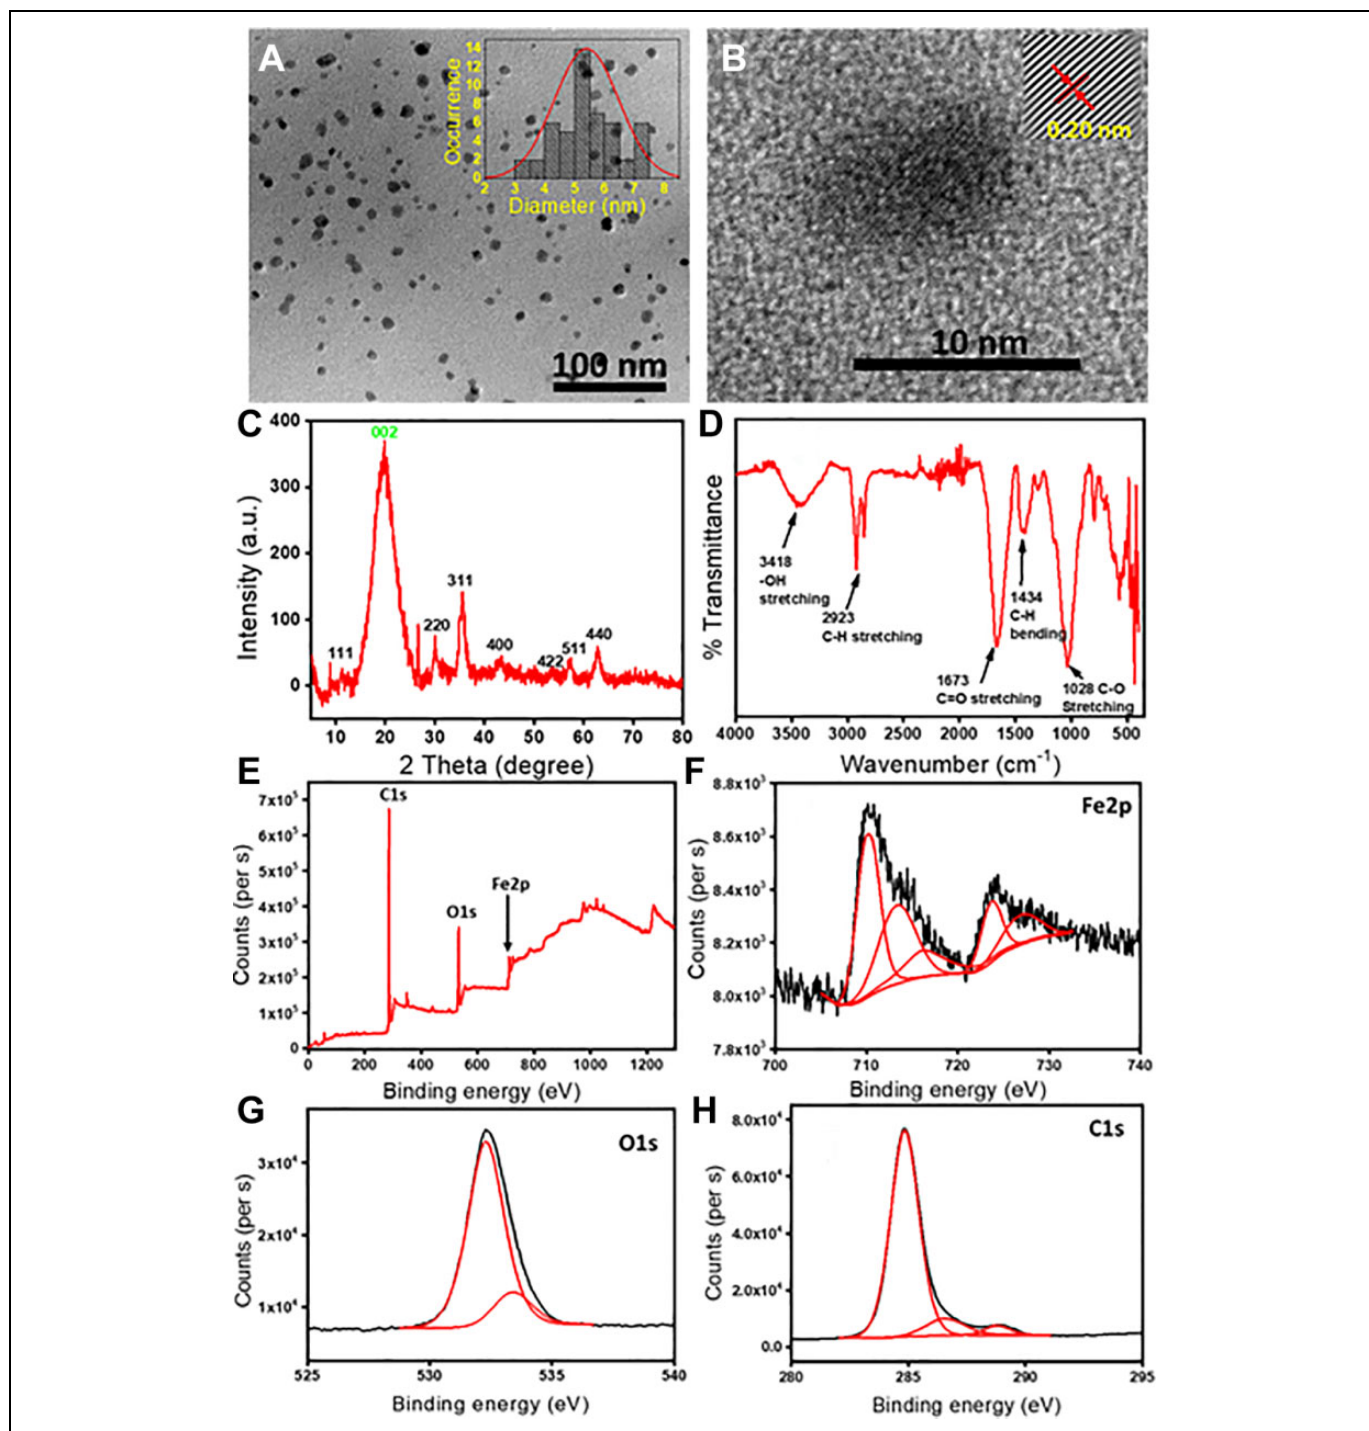 A
Occurrence
14
12
10
8
6
4
2
0
2 3 4 5 6 7 8
Diameter (nm)
100 nm
B
0.20 nm
10 nm
C
400
300
200
100
0
Intensity (a.u.)
002
111
220
311
400
422
511
440
10 20 30 40 50 60 70 80
2 Theta (degree)
D
% Transmittance
3418
-OH
stretching
2923
C-H stretching
1673
C=O stretching
1434
C-H
bending
1028 C-O
Stretching
4000 3500 3000 2500 2000 1500 1000 500
Wavenumber (cm⁻¹)
E
7x10⁵
6x10⁵
5x10⁵
4x10⁵
3x10⁵
2x10⁵
1x10⁵
0
Counts (per s)
C1s
O1s
Fe2p
0 200 400 600 800 1000 1200
Binding energy (eV)
F
8.8x10³
8.6x10³
8.4x10³
8.2x10³
8.0x10³
7.8x10³
Counts (per s)
Fe2p
700 710 720 730 740
Binding energy (eV)
G
3x10⁴
2x10⁴
1x10⁴
Counts (per s)
O1s
525 530 535 540
Binding energy (eV)
H
8.0x10⁴
6.0x10⁴
4.0x10⁴
2.0x10⁴
0.0
Counts (per s)
C1s
280 285 290 295
Binding energy (eV)